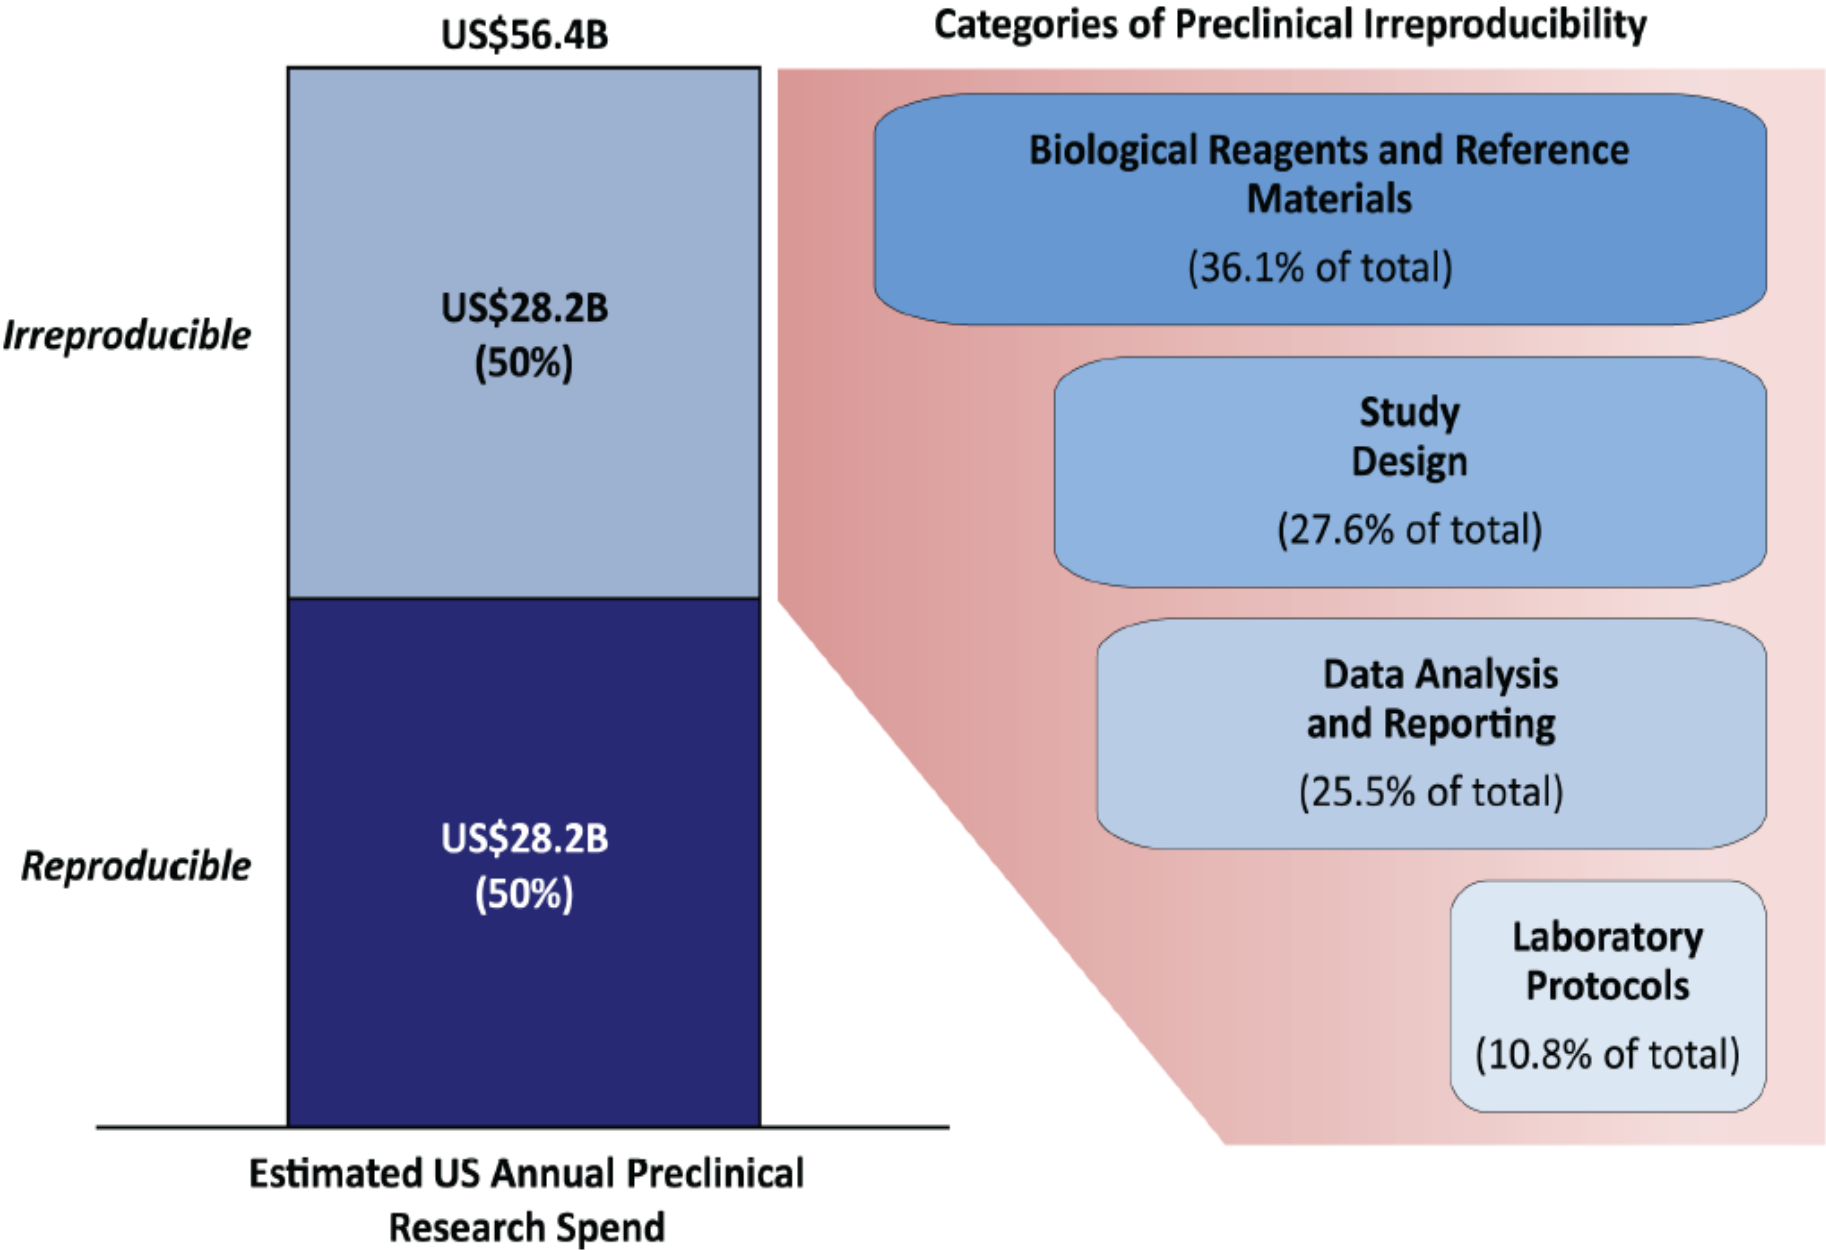 US$56.4B
Irreproducible
US$28.2B
(50%)
Reproducible
US$28.2B
(50%)
Estimated US Annual Preclinical
Research Spend
Categories of Preclinical Irreproducibility
Biological Reagents and Reference
Materials
(36.1% of total)
Study
Design
(27.6% of total)
Data Analysis
and Reporting
(25.5% of total)
Laboratory
Protocols
(10.8% of total)